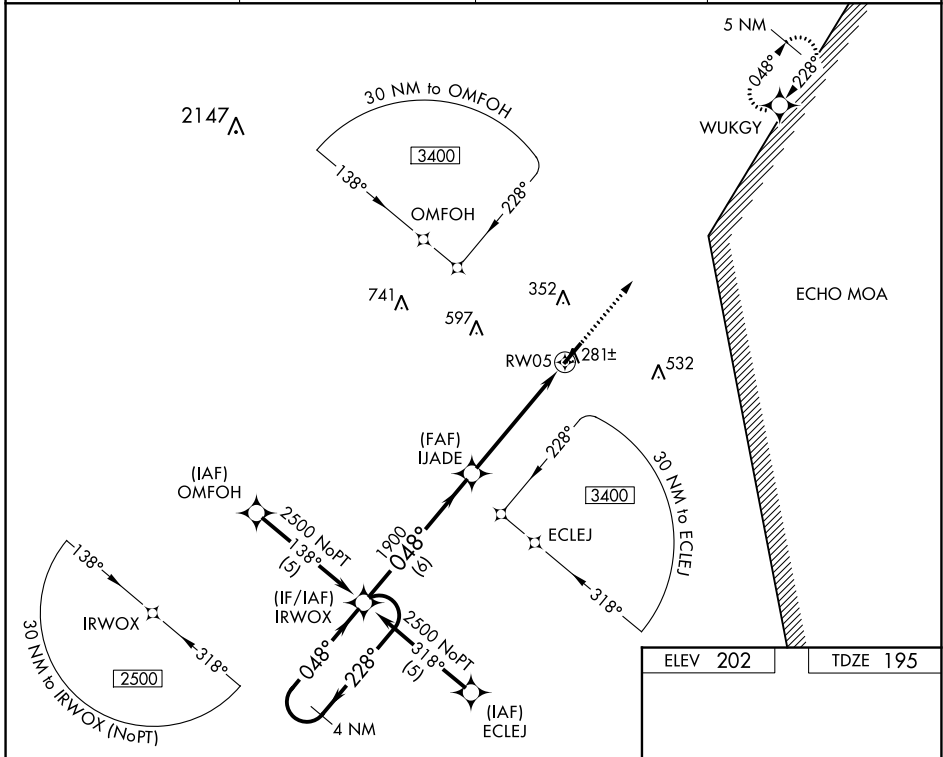 5 NM
048°
228°
WUKGY
30 NM to OMFOH
2147
3400
138°
228°
OMFOH
741
597
352
ECHO MOA
RW05
281±
532
(FAF)
IJADE
228°
3400
30 NM to ECLEJ
ECLEJ
318°
(IAF)
OMFOH
2500 NoPT
138°
(5)
1900
048°
(6)
138°
IRWOX
318°
2500
30 NM to IRWOX (NoPT)
(IF/IAF)
IRWOX
2500 NoPT
318°
(5)
048°
228°
4 NM
(IAF)
ECLEJ
ELEV 202
TDZE 195